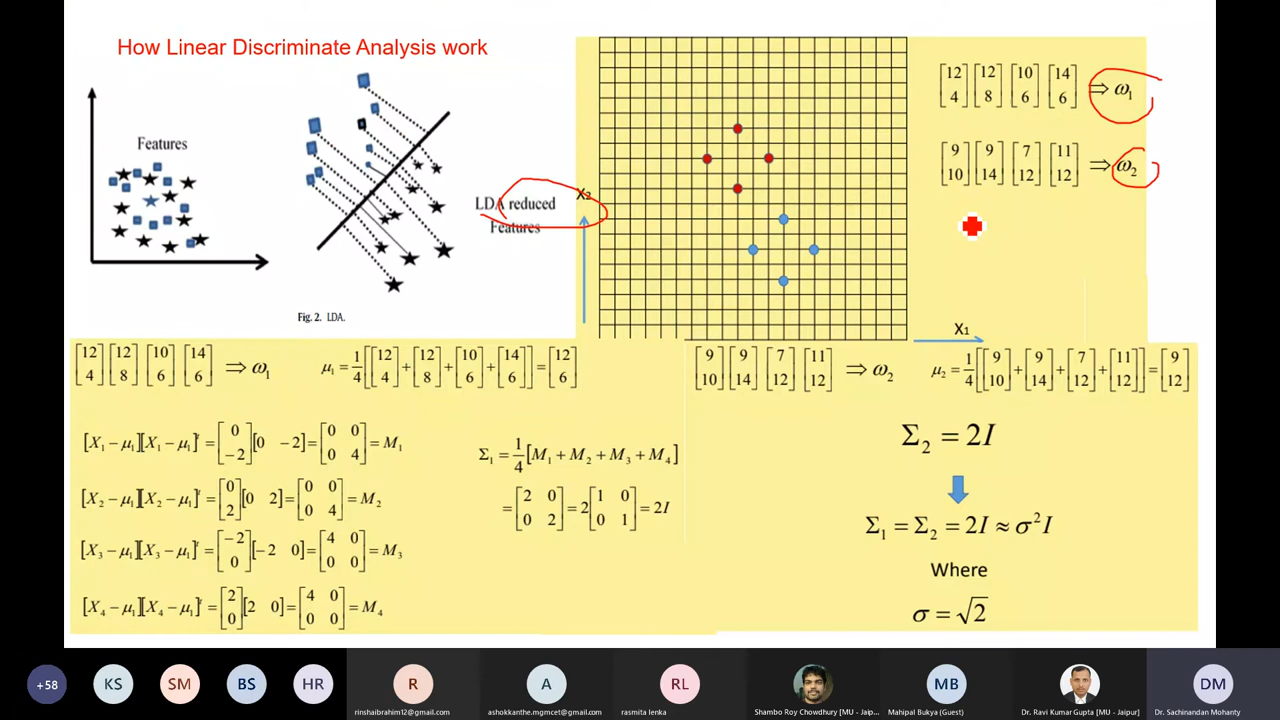 How Linear Discriminate Analysis work
Features
LDA reduced
Features
Fig. 2. LDA.
X2
X1
[12 4] [12 8] [10 6] [14 6] ⇒ ω1
[9 10] [9 14] [7 12] [11 12] ⇒ ω2
[12 4] [12 8] [10 6] [14 6] ⇒ ω1
μ1 = 1/4 [[12 4] + [12 8] + [10 6] + [14 6]] = [12 6]
[X1 − μ1][X1 − μ1]^t = [0 −2] [0 −2] = [0 0 0 4] = M1
[X2 − μ1][X2 − μ1]^t = [0 2] [0 2] = [0 0 0 4] = M2
[X3 − μ1][X3 − μ1]^t = [−2 0] [−2 0] = [4 0 0 0] = M3
[X4 − μ1][X4 − μ1]^t = [2 0] [2 0] = [4 0 0 0] = M4
Σ1 = 1/4 [M1 + M2 + M3 + M4]
= [2 0 0 2] = 2 [1 0 0 1] = 2I
[9 10] [9 14] [7 12] [11 12] ⇒ ω2
μ2 = 1/4 [[9 10] + [9 14] + [7 12] + [11 12]] = [9 12]
Σ2 = 2I
Σ1 = Σ2 = 2I ≈ σ²I
Where
σ = √2
+58
KS
SM
BS
HR
R
A
RL
MB
DM
rinshaibrahim12@gmail.com
ashokkanthe.mgmcet@gmail.com
rasmita lenka
Shambo Roy Chowdhury [MU - Jaip...
Mahipal Bukya (Guest)
Dr. Ravi Kumar Gupta [MU - Jaipur]
Dr. Sachinandan Mohanty